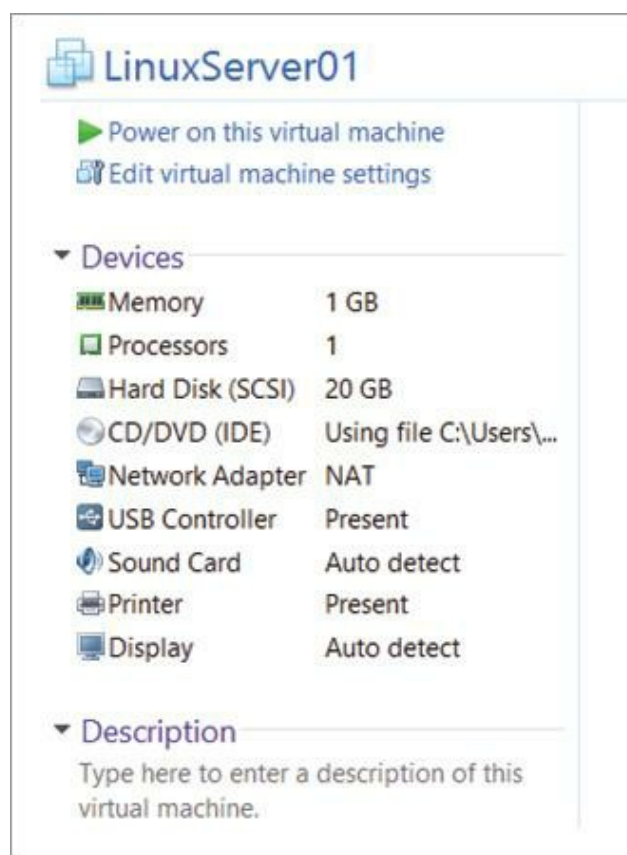 LinuxServer01
Power on this virtual machine
Edit virtual machine settings
Devices
Memory 1 GB
Processors 1
Hard Disk (SCSI) 20 GB
CD/DVD (IDE) Using file C:\Users\...
Network Adapter NAT
USB Controller Present
Sound Card Auto detect
Printer Present
Display Auto detect
Description
Type here to enter a description of this
virtual machine.